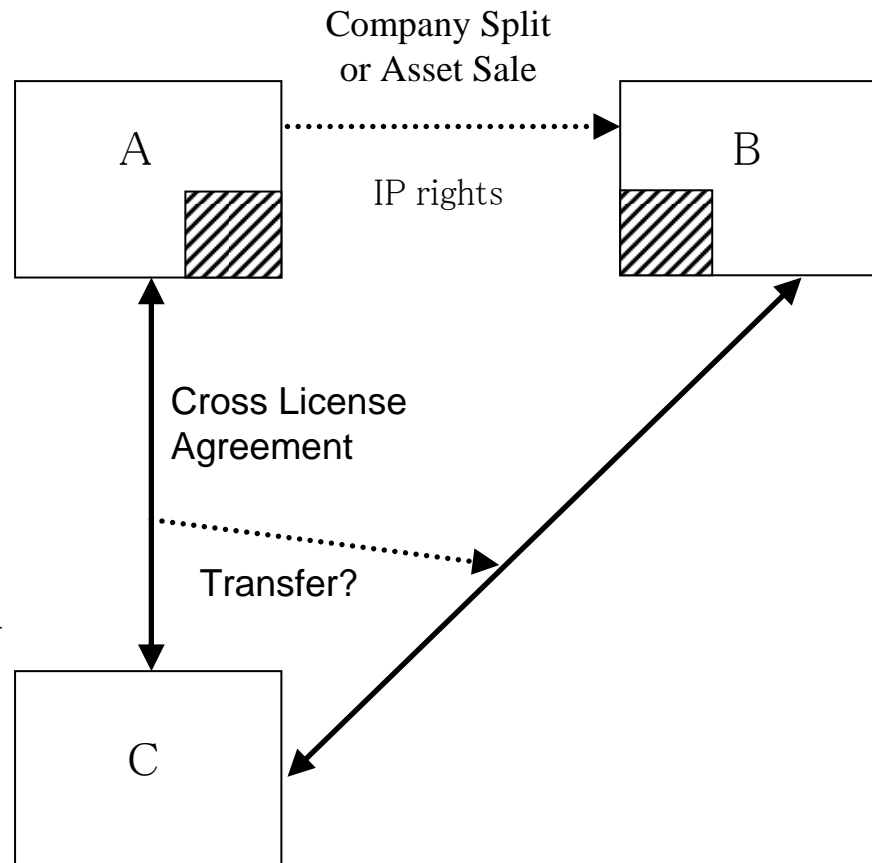 Company Split
or Asset Sale
A
B
IP rights
Cross License
Agreement
Transfer?
C